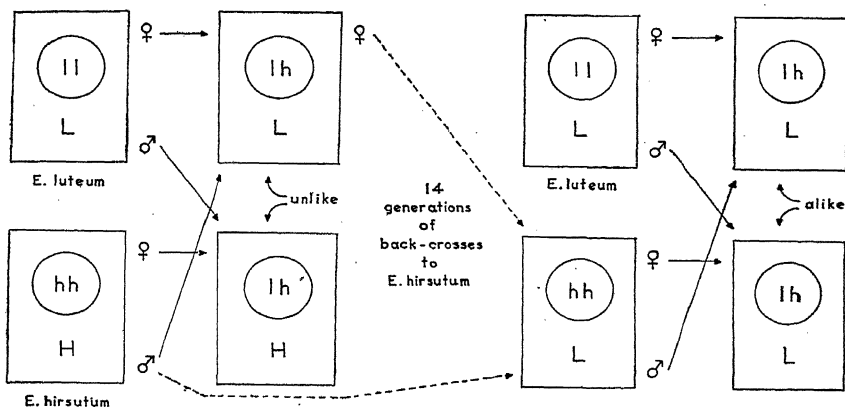 ♀
ll
L
♂
E. luteum
lh
L
♀
unlike
♀
hh
H
♂
E. hirsutum
lh
H
14
generations
of
back-crosses
to
E. hirsutum
♀
ll
L
♂
E. luteum
lh
L
alike
♀
hh
L
♂
lh
L